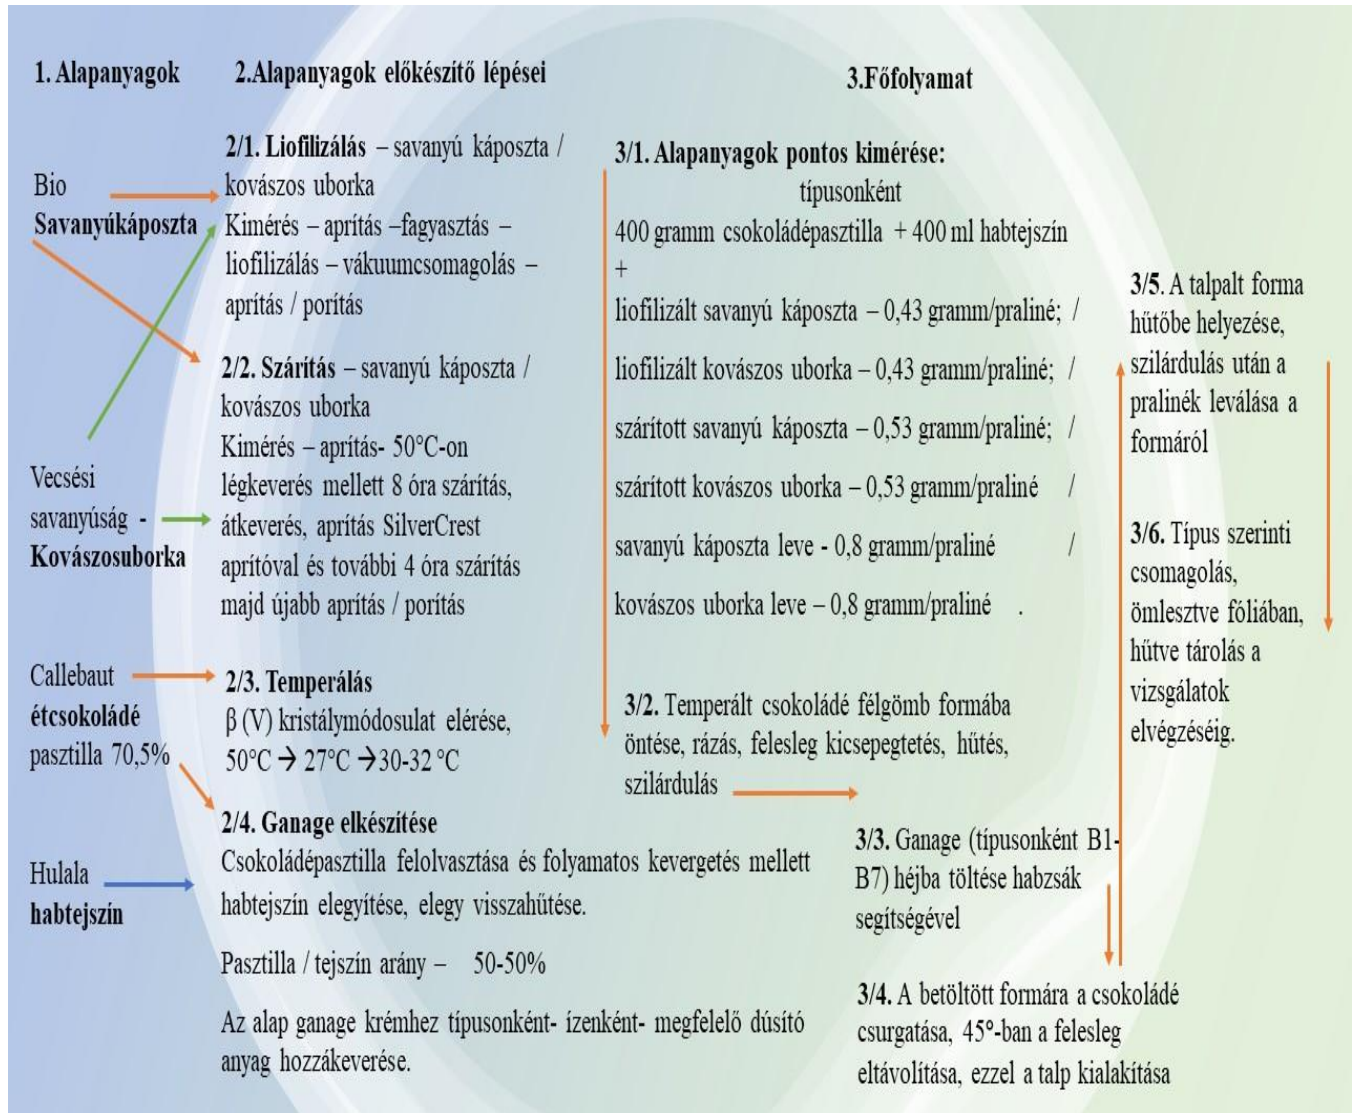 1. Alapanyagok
Bio
Savanyúkáposzta
Vecsési
savanyúság -
Kovászosuborka
Callebaut
étcsokoládé
pasztilla 70,5%
Hulala
habtejszín
2.Alapanyagok előkészítő lépései
2/1. Liofilizálás – savanyú káposzta /
kovászos uborka
Kimérés – aprítás –fagyasztás –
liofilizálás – vákuumcsomagolás –
aprítás / porítás
2/2. Szárítás – savanyú káposzta /
kovászos uborka
Kimérés – aprítás- 50°C-on
légkeverés mellett 8 óra szárítás,
átkeverés, aprítás SilverCrest
aprítóval és további 4 óra szárítás
majd újabb aprítás / porítás
2/3. Temperálás
β (V) kristálymódosulat elérése,
50°C → 27°C →30-32 °C
2/4. Ganage elkészítése
Csokoládépasztilla felolvasztása és folyamatos kevergetés mellett
habtejszín elegyítése, elegy visszahűtése.
Pasztilla / tejszín arány – 50-50%
Az alap ganage krémhez típusonként- ízenként- megfelelő dúsító
anyag hozzákeverése.
3.Főfolyamat
3/1. Alapanyagok pontos kimérése:
típusonként
400 gramm csokoládépasztilla + 400 ml habtejszín
+
liofilizált savanyú káposzta – 0,43 gramm/praliné; /
liofilizált kovászos uborka – 0,43 gramm/praliné; /
szárított savanyú káposzta – 0,53 gramm/praliné; /
szárított kovászos uborka – 0,53 gramm/praliné /
savanyú káposzta leve - 0,8 gramm/praliné /
kovászos uborka leve – 0,8 gramm/praliné .
3/2. Temperált csokoládé félgömb formába
öntése, rázás, felesleg kicsepegtetés, hűtés,
szilárdulás
3/3. Ganage (típusonként B1-
B7) héjba töltése habzsák
segítségével
3/4. A betöltött formára a csokoládé
csurgatása, 45°-ban a felesleg
eltávolítása, ezzel a talp kialakítása
3/5. A talpalt forma
hűtőbe helyezése,
szilárdulás után a
pralinék leválása a
formáról
3/6. Típus szerinti
csomagolás,
ömlesztve fóliában,
hűtve tárolás a
vizsgálatok
elvégzéséig.